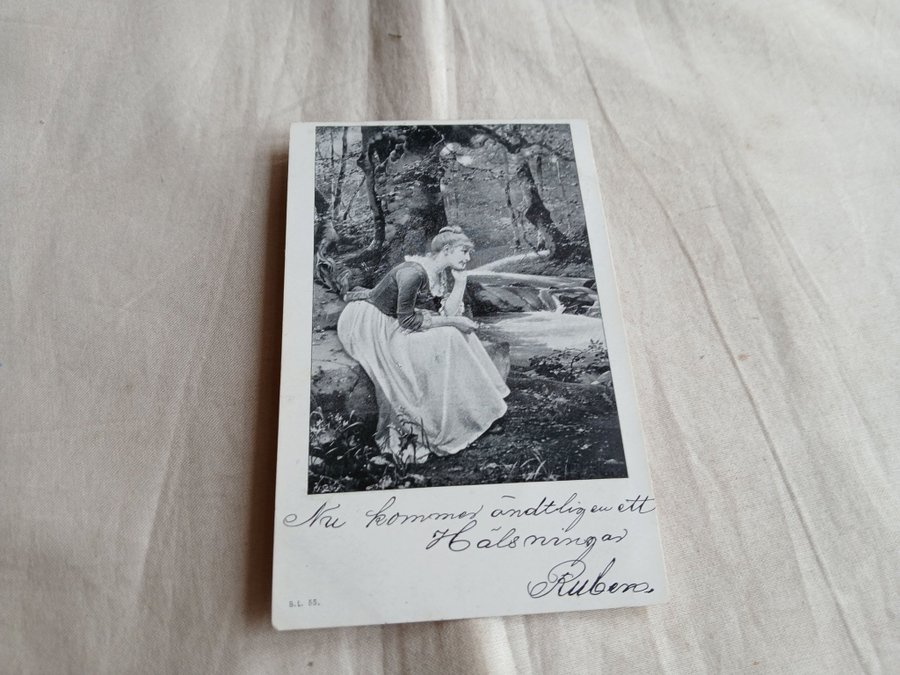 Nu kommer ändtligen ett
Hälsningar
Ruben.
B.L. 55.